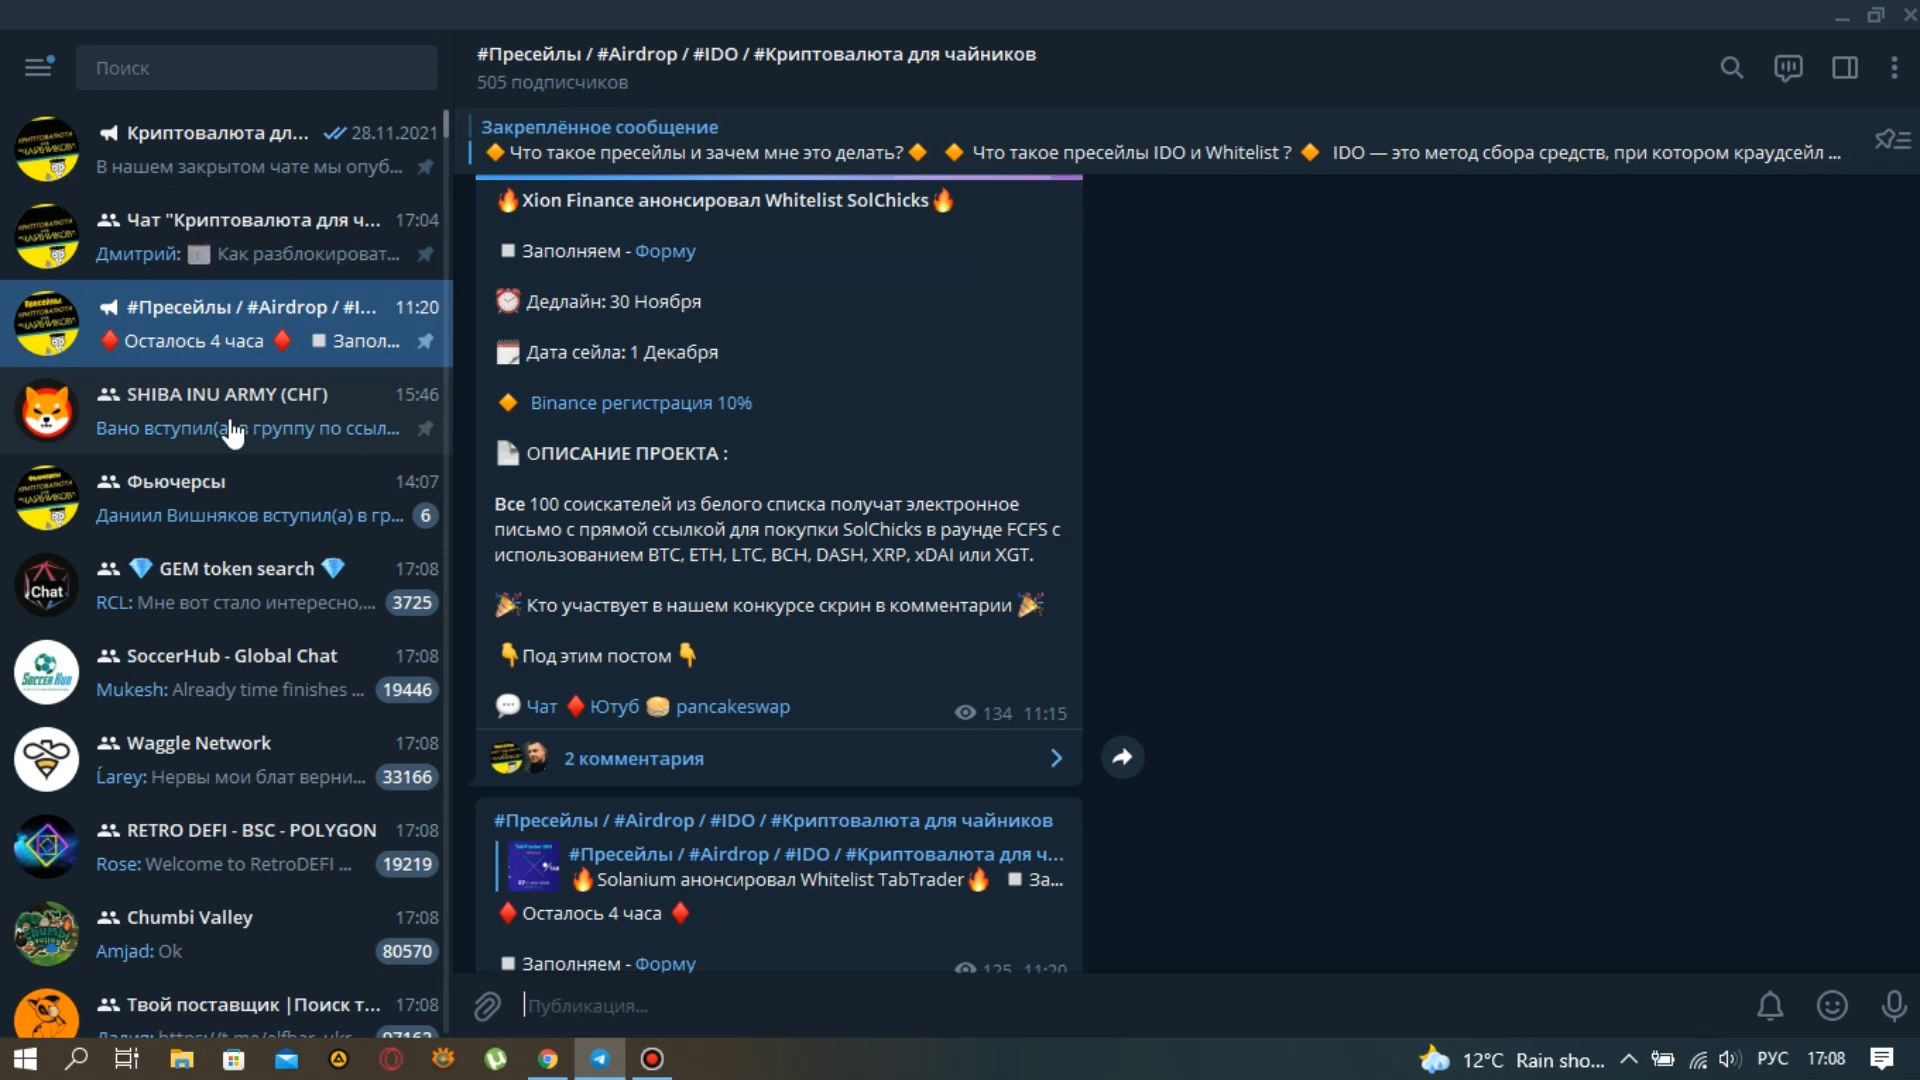 Поиск
Криптовалюта дл... 28.11.2021
В нашем закрытом чате мы опуб...
Чат "Криптовалюта для ч... 17:04
Дмитрий: Как разблокироват...
#Пресейлы / #Airdrop / #I... 11:20
Осталось 4 часа Запол...
SHIBA INU ARMY (СНГ) 15:46
Вано вступил(а) в группу по ссыл...
Фьючерсы 14:07
Даниил Вишняков вступил(а) в гр... 6
GEM token search 17:08
RCL: Мне вот стало интересно,... 3725
SoccerHub - Global Chat 17:08
Mukesh: Already time finishes ... 19446
Waggle Network 17:08
Ĺarey: Нервы мои блат верни... 33166
RETRO DEFI - BSC - POLYGON 17:08
Rose: Welcome to RetroDEFI ... 19219
Chumbi Valley 17:08
Amjad: Ok 80570
Твой поставщик |Поиск т... 17:08
#Пресейлы / #Airdrop / #IDO / #Криптовалюта для чайников
505 подписчиков
Закреплённое сообщение
Что такое пресейлы и зачем мне это делать? Что такое пресейлы IDO и Whitelist ? IDO — это метод сбора средств, при котором краудсейл ...
Xion Finance анонсировал Whitelist SolChicks
Заполняем - Форму
Дедлайн: 30 Ноября
Дата сейла: 1 Декабря
Binance регистрация 10%
ОПИСАНИЕ ПРОЕКТА :
Все 100 соискателей из белого списка получат электронное
письмо с прямой ссылкой для покупки SolChicks в раунде FCFS с
использованием BTC, ETH, LTC, BCH, DASH, XRP, xDAI или XGT.
Кто участвует в нашем конкурсе скрин в комментарии
Под этим постом
Чат Ютуб pancakeswap 134 11:15
2 комментария
#Пресейлы / #Airdrop / #IDO / #Криптовалюта для чайников
#Пресейлы / #Airdrop / #IDO / #Криптовалюта для ч...
Solanium анонсировал Whitelist TabTrader За...
Осталось 4 часа
Заполняем - Форму 125 11:20
Публикация...
12°C Rain sho... РУС 17:08